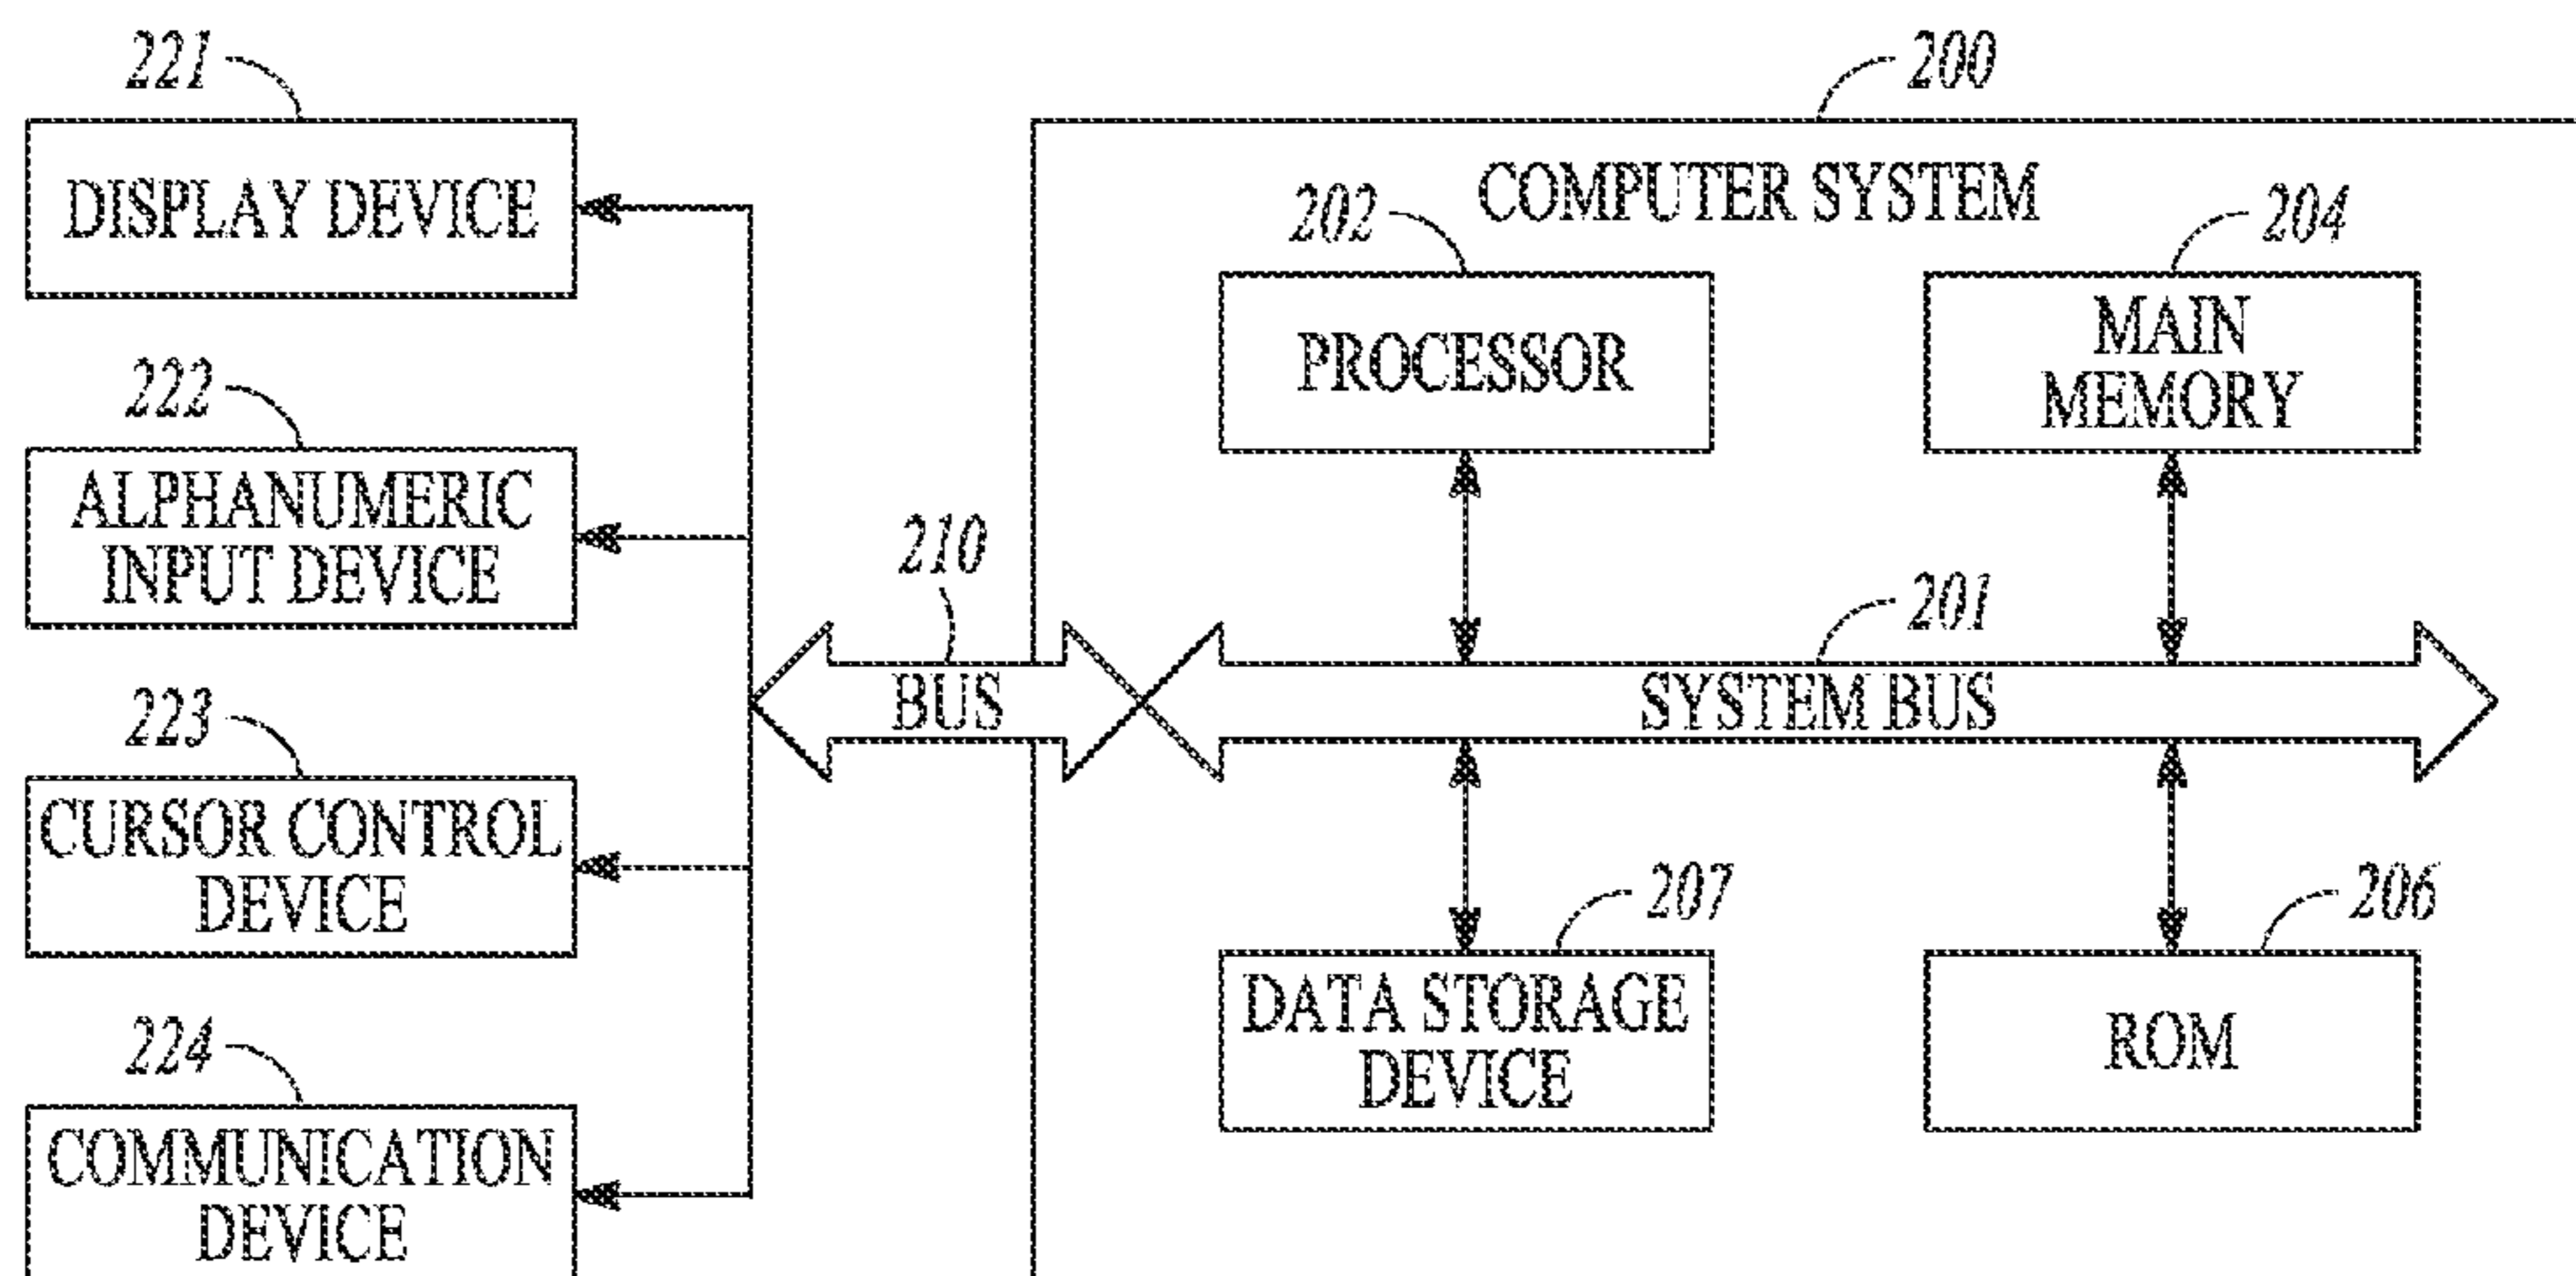 221
DISPLAY DEVICE
222
ALPHANUMERIC
INPUT DEVICE
223
CURSOR CONTROL
DEVICE
224
COMMUNICATION
DEVICE
210
BUS
200
COMPUTER SYSTEM
202
PROCESSOR
204
MAIN
MEMORY
201
SYSTEM BUS
207
DATA STORAGE
DEVICE
206
ROM